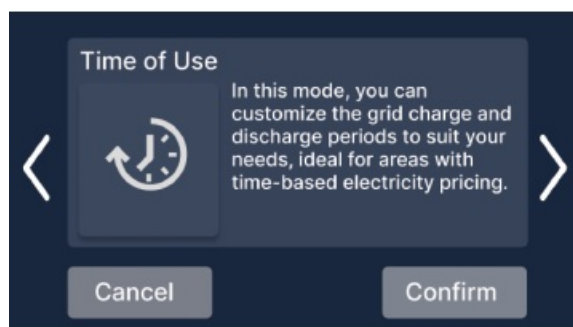 Time of Use
In this mode, you can
customize the grid charge and
discharge periods to suit your
needs, ideal for areas with
time-based electricity pricing.
Cancel
Confirm